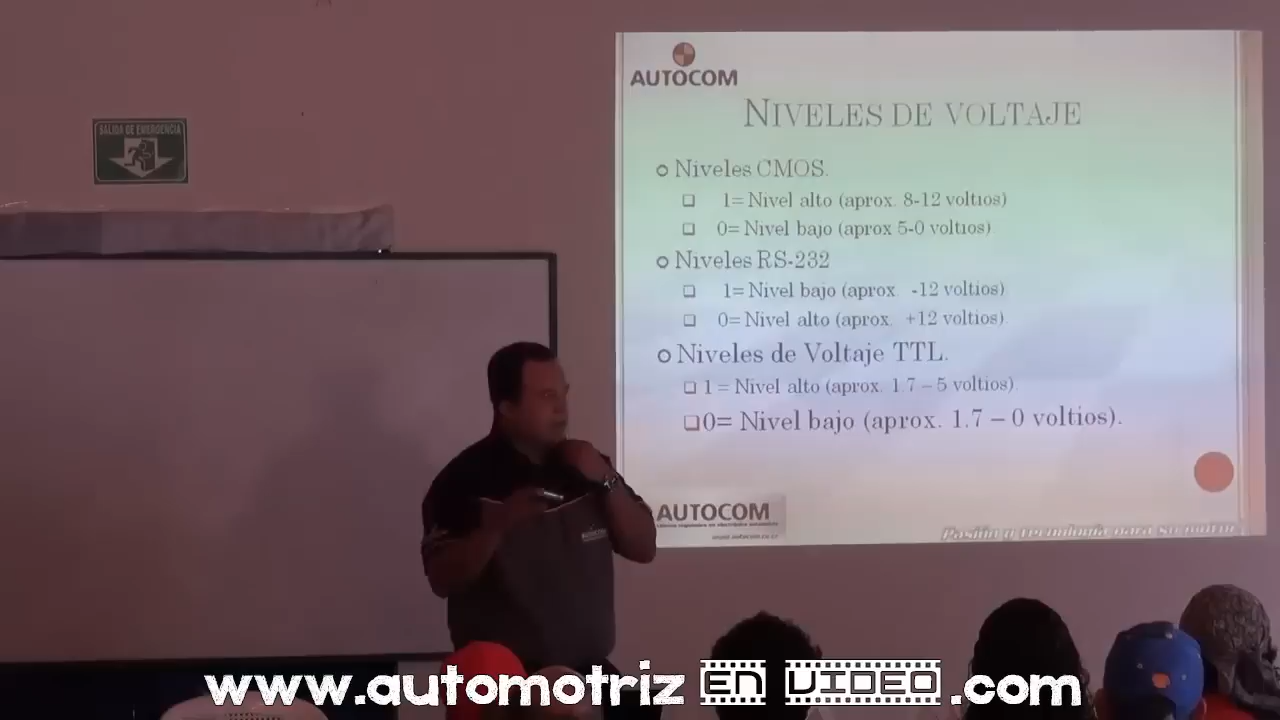 SALIDA DE EMERGENCIA
AUTOCOM
NIVELES DE VOLTAJE
Niveles CMOS.
1= Nivel alto (aprox. 8-12 voltios)
0= Nivel bajo (aprox 5-0 voltios)
Niveles RS-232
1= Nivel bajo (aprox. -12 voltios)
0= Nivel alto (aprox. +12 voltios).
Niveles de Voltaje TTL.
1 = Nivel alto (aprox. 1.7 – 5 voltios).
0= Nivel bajo (aprox. 1.7 – 0 voltios).
AUTOCOM
Pasión y tecnología para su motor
www.automotriz EN VIDEO .com